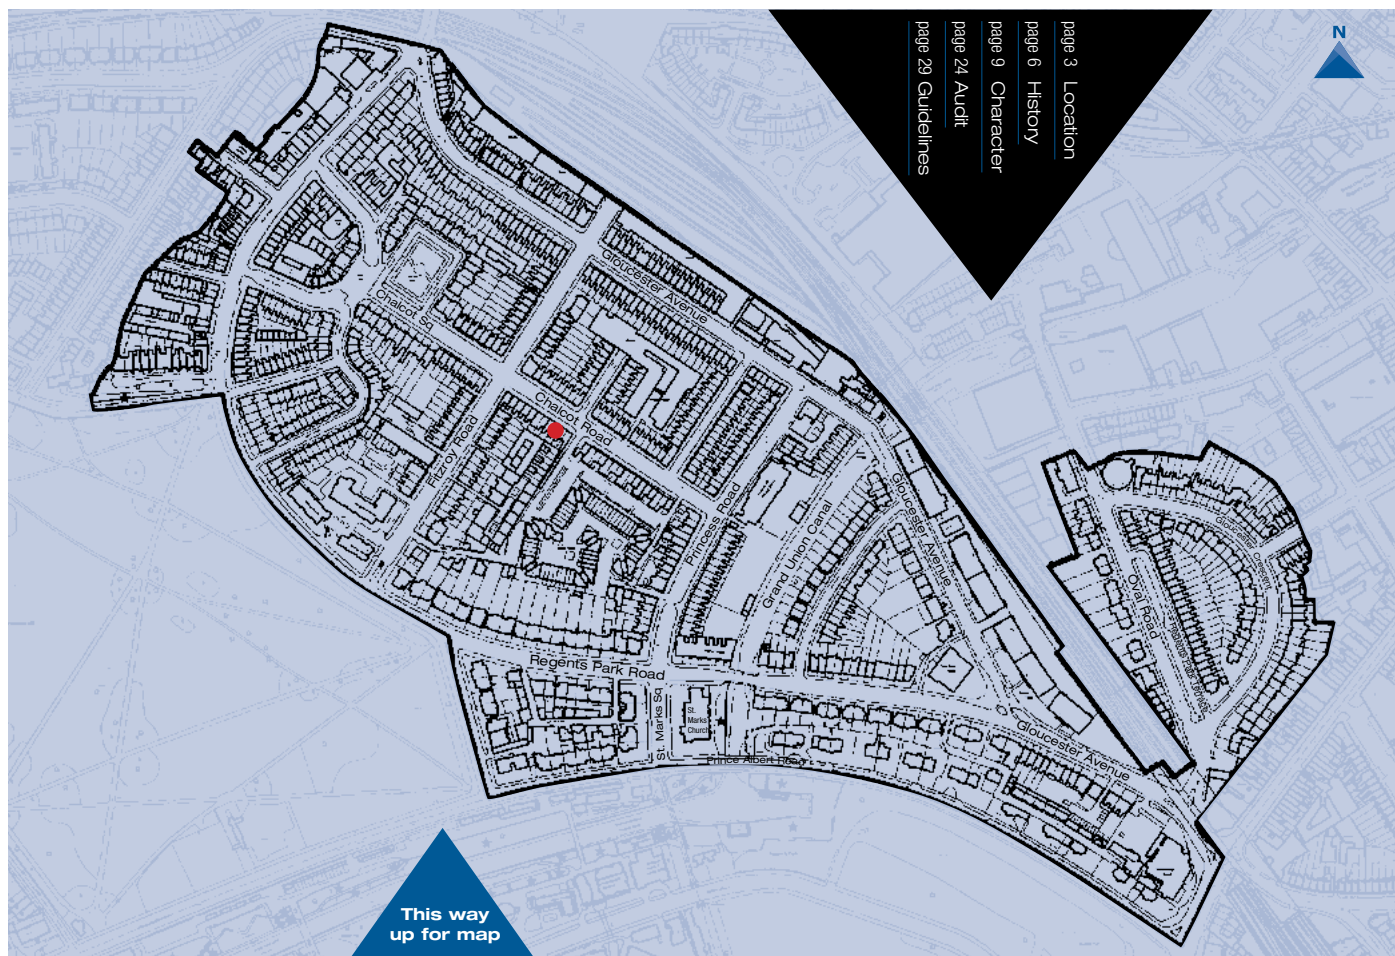 page 3 Location
page 6 History
page 9 Character
page 24 Audit
page 29 Guidelines
N
Gloucester Avenue
Chalcot Sq
Chalcot Road
Fitzroy Road
Princess Road
Grand Union Canal
Gloucester Avenue
Gloucester Crescent
Oval Road
Regents Park Road
St. Marks Sq
St.
Marks
Church
Gloucester Avenue
Prince Albert Road
This way
up for map